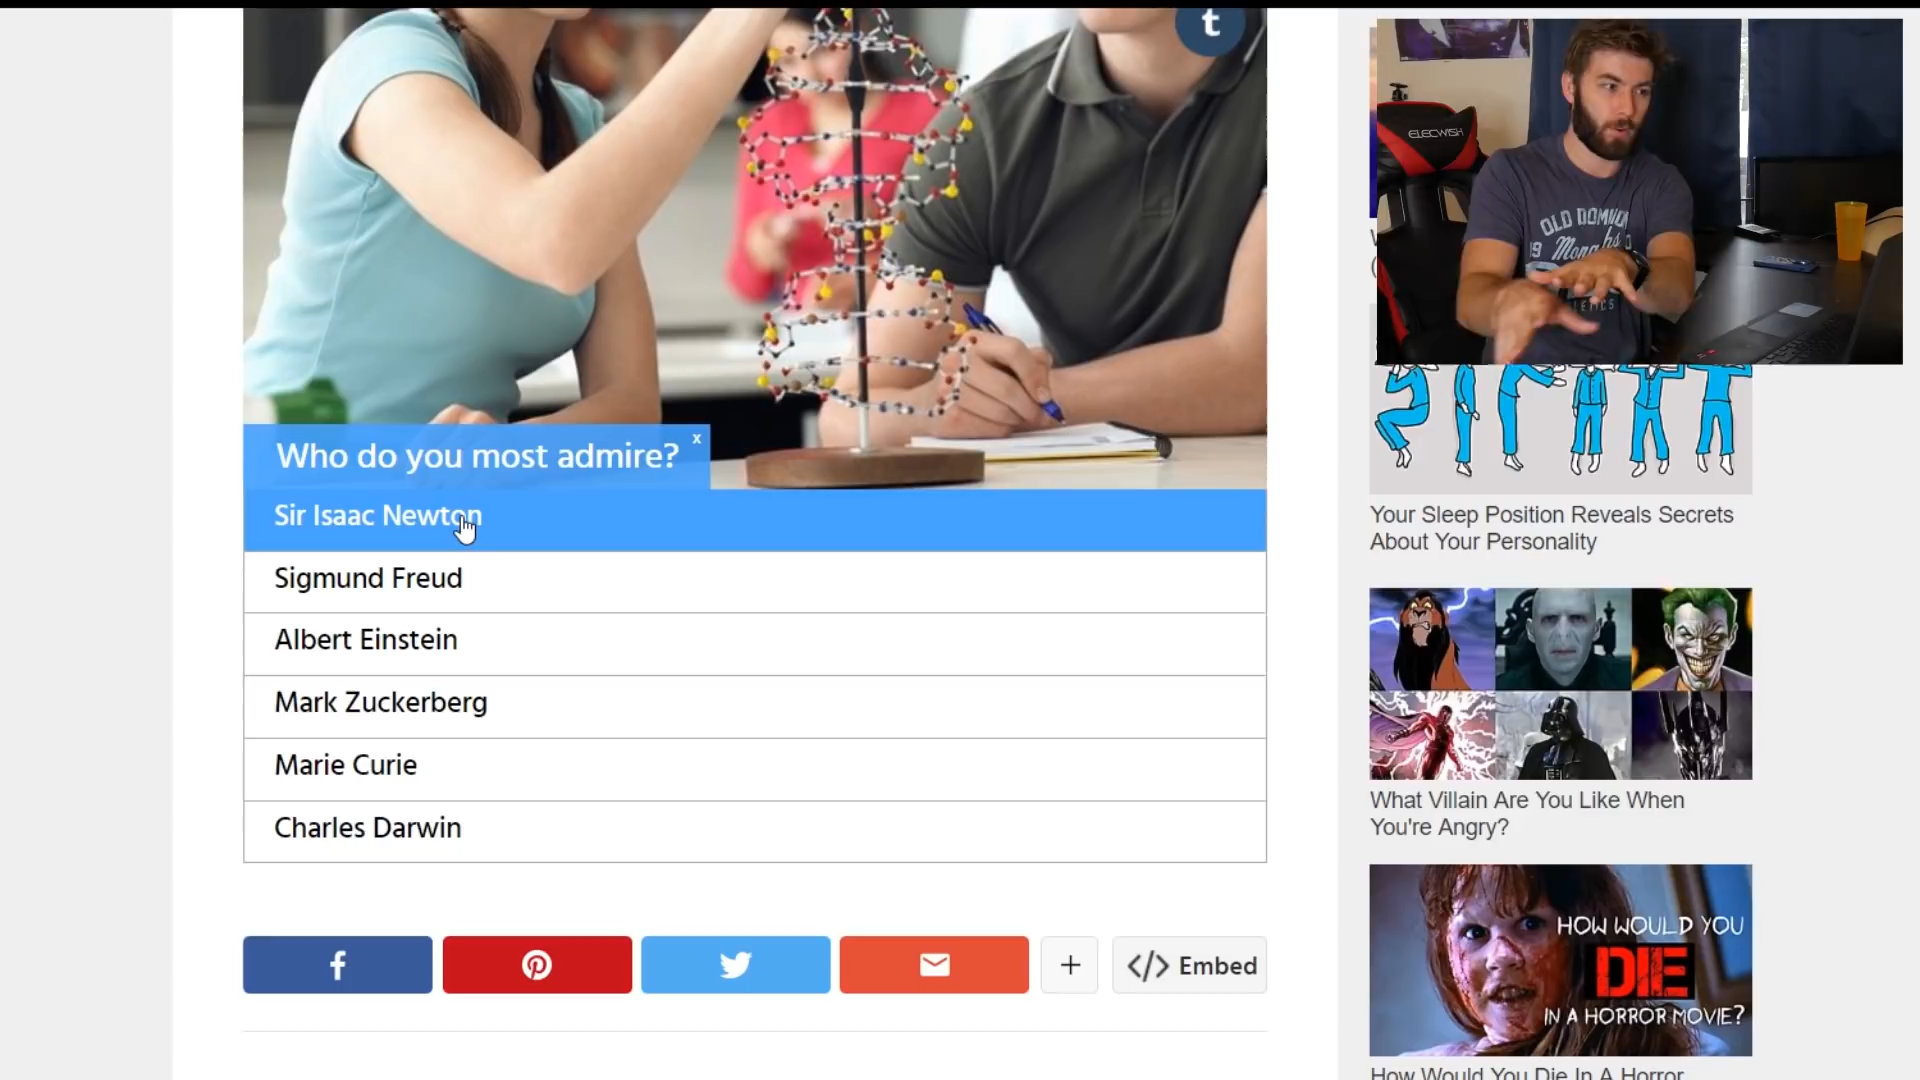 t
ELECWISH
OLD DOMINION
Monarchs
Who do you most admire?
x
Sir Isaac Newton
Sigmund Freud
Albert Einstein
Mark Zuckerberg
Marie Curie
Charles Darwin
Embed
Your Sleep Position Reveals Secrets
About Your Personality
What Villain Are You Like When
You're Angry?
HOW WOULD YOU
DIE
IN A HORROR MOVIE?
How Would You Die In A Horror